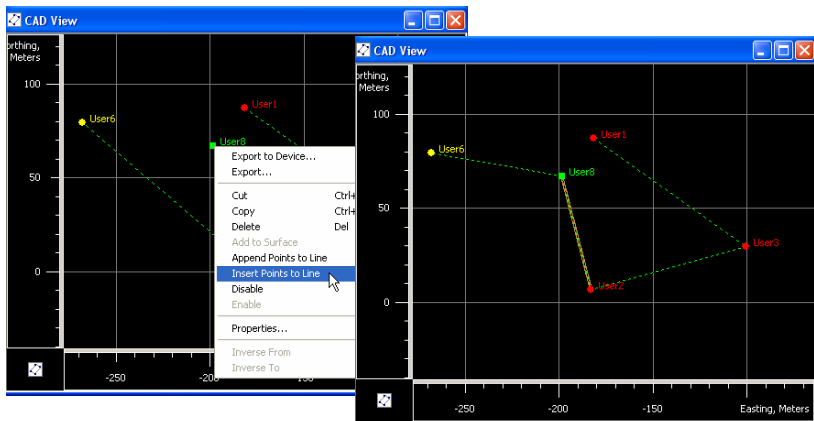 CAD View
orthing,
Meters
100
50
0
User6
User1
User8
Export to Device...
Export...
Cut Ctrl+
Copy Ctrl+
Delete Del
Add to Surface
Append Points to Line
Insert Points to Line
Disable
Enable
Properties...
Inverse From
Inverse To
-250
CAD View
orthing,
Meters
100
50
0
User6
User1
User8
User3
User2
-250
-200
-150
Easting, Meters